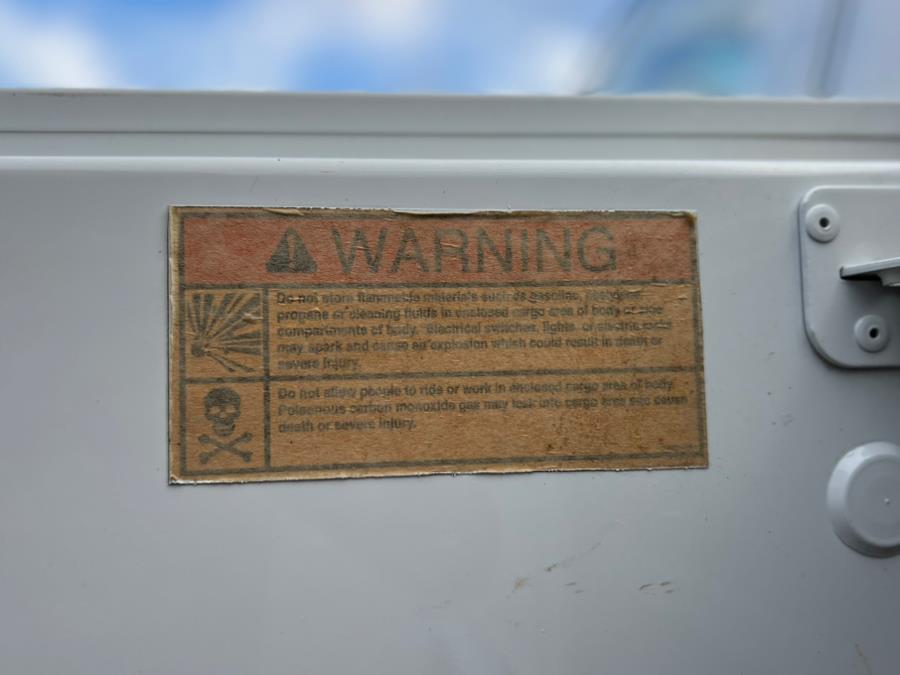 WARNING
Do not store flammable materials such as gasoline,
propane or cleaning fluids in enclosed cargo area of body or
compartments of body. Electrical switches, lights, or electric
may spark and cause an explosion which could result in death or
severe injury.
Do not allow people to ride or work in enclosed cargo area of body.
Poisonous carbon monoxide gas may leak into cargo area and cause
death or severe injury.